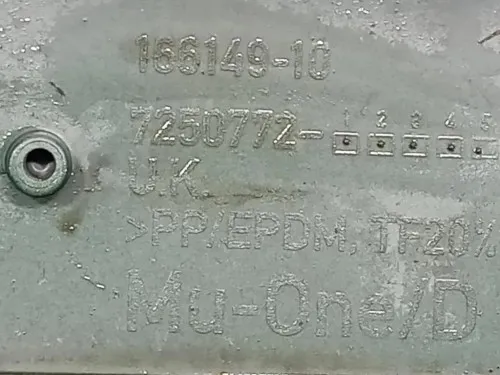 166149-10
1 2 3 4 5
7250772-
U.K.
>PP/EPDM, TF20%
Mu-One/D